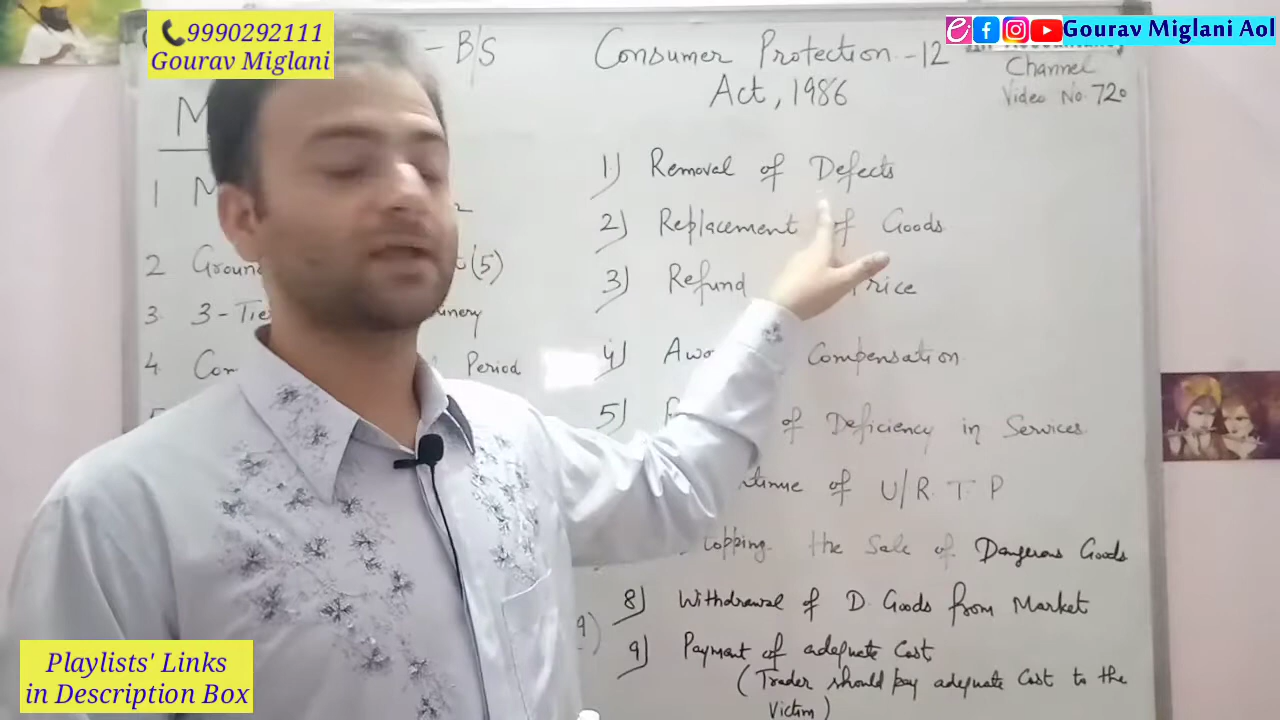 📞9990292111
Gourav Miglani
Gourav Miglani Aol
- B/S
Consumer Protection -12
Act, 1986
Channel
Video No. 720
1
2
(5)
3 3-Tie
4 Period
1) Removal of Defects
2) Replacement of Goods
3) Refund
4) Compensation
5) of Deficiency in Services
of U/R.T.P
the Sale of Dangerous Goods
8) Withdrawal of D. Goods from Market
9) Payment of adequate Cost
(Trader should pay adequate Cost to the
Victim)
Playlists' Links
in Description Box